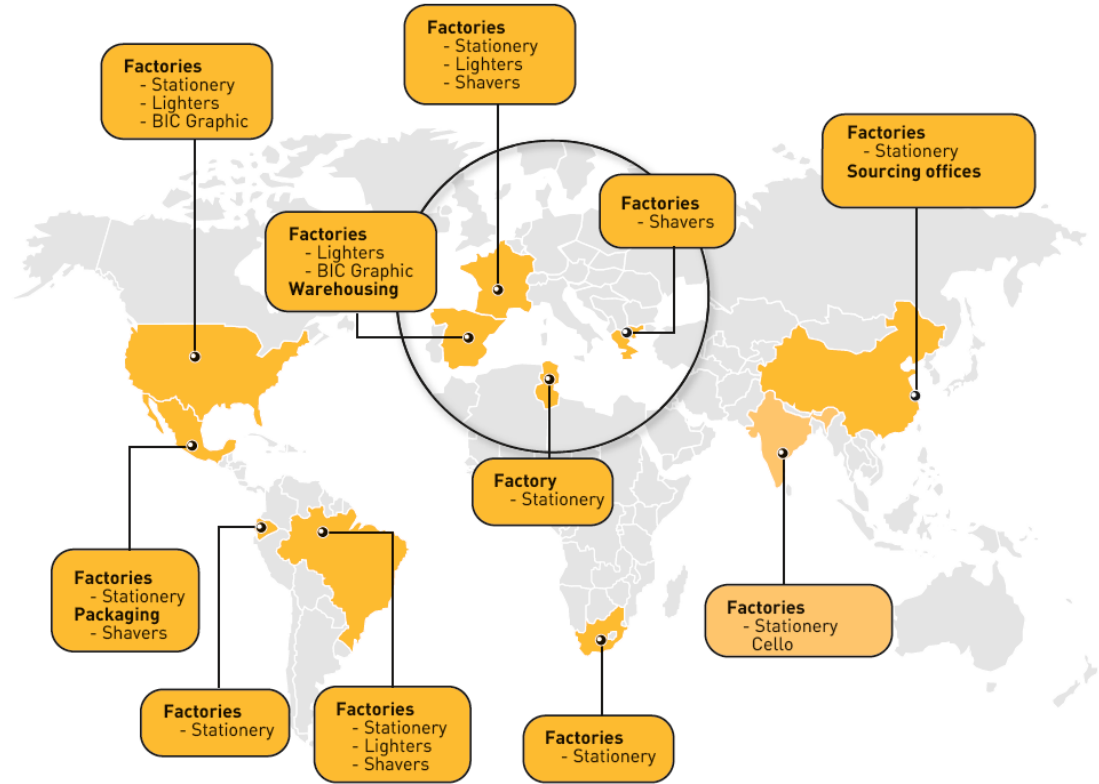 Factories
- Stationery
- Lighters
- Shavers
Factories
- Stationery
- Lighters
- BIC Graphic
Factories
- Stationery
Sourcing offices
Factories
- Shavers
Factories
- Lighters
- BIC Graphic
Warehousing
Factory
- Stationery
Factories
- Stationery
Packaging
- Shavers
Factories
- Stationery
Cello
Factories
- Stationery
Factories
- Stationery
- Lighters
- Shavers
Factories
- Stationery